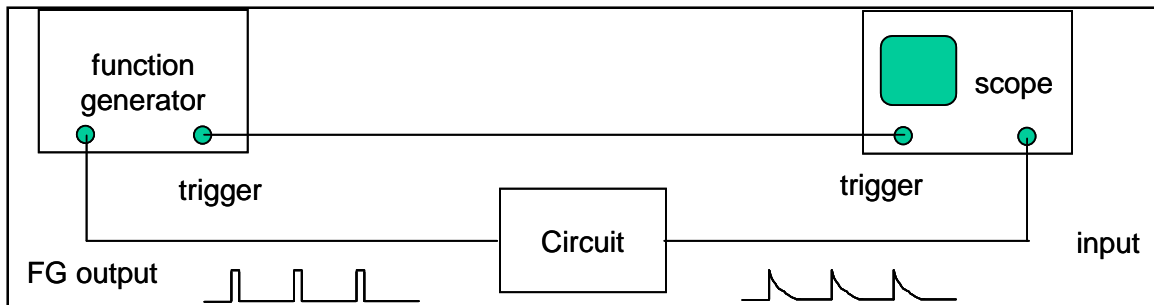 function
generator
scope
trigger
trigger
Circuit
input
FG output